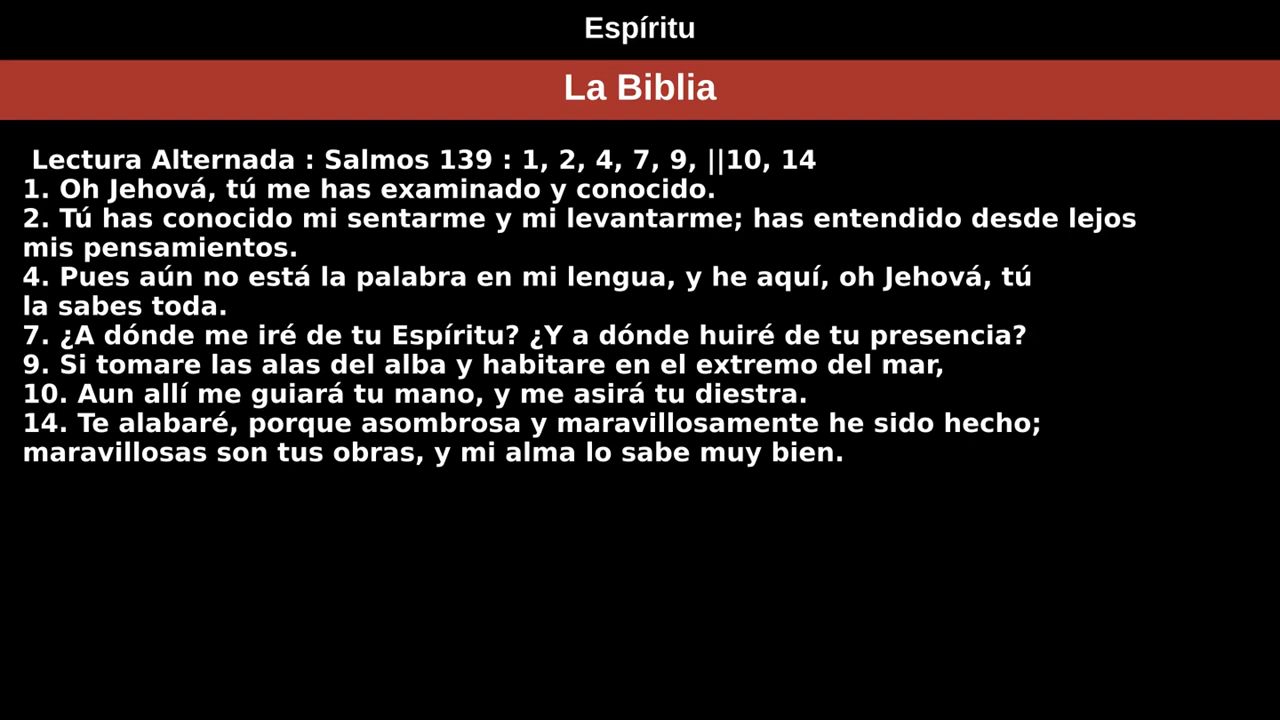 Espíritu
La Biblia
Lectura Alternada : Salmos 139 : 1, 2, 4, 7, 9, ||10, 14
1. Oh Jehová, tú me has examinado y conocido.
2. Tú has conocido mi sentarme y mi levantarme; has entendido desde lejos
mis pensamientos.
4. Pues aún no está la palabra en mi lengua, y he aquí, oh Jehová, tú
la sabes toda.
7. ¿A dónde me iré de tu Espíritu? ¿Y a dónde huiré de tu presencia?
9. Si tomare las alas del alba y habitare en el extremo del mar,
10. Aun allí me guiará tu mano, y me asirá tu diestra.
14. Te alabaré, porque asombrosa y maravillosamente he sido hecho;
maravillosas son tus obras, y mi alma lo sabe muy bien.